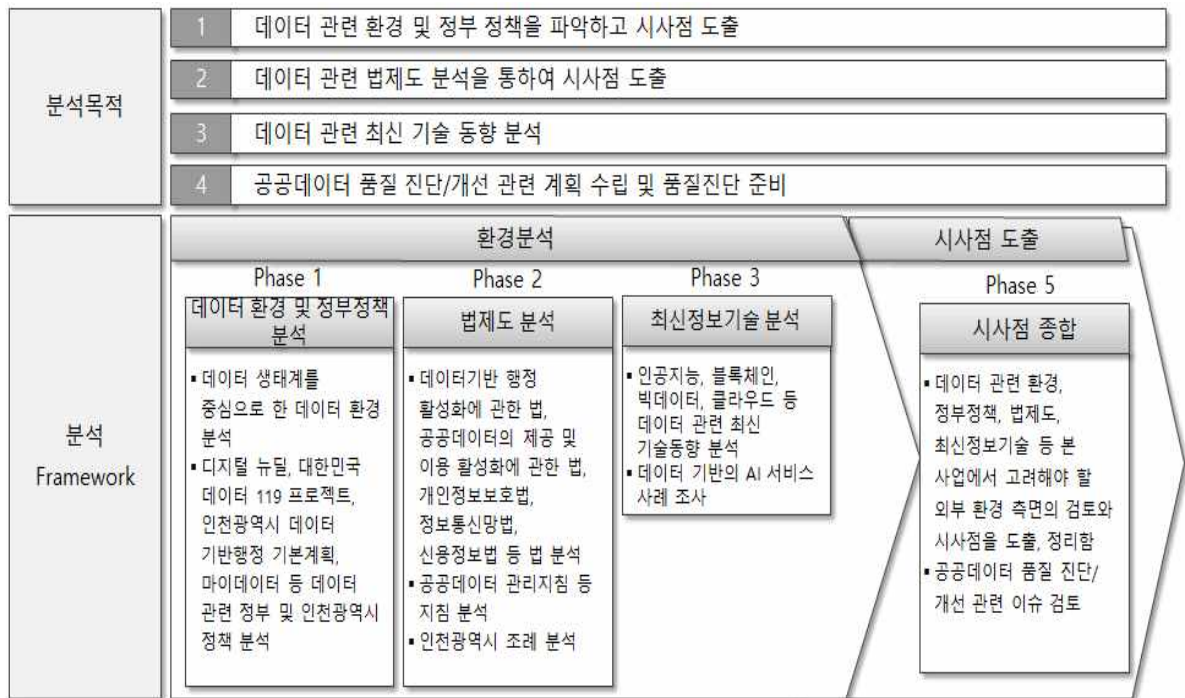 분석목적
1 데이터 관련 환경 및 정부 정책을 파악하고 시사점 도출
2 데이터 관련 법제도 분석을 통하여 시사점 도출
3 데이터 관련 최신 기술 동향 분석
4 공공데이터 품질 진단/개선 관련 계획 수립 및 품질진단 준비
분석
Framework
환경분석
시사점 도출
Phase 1
데이터 환경 및 정부정책
분석
▪ 데이터 생태계를
중심으로 한 데이터 환경
분석
▪ 디지털 뉴딜, 대한민국
데이터 119 프로젝트,
인천광역시 데이터
기반행정 기본계획,
마이데이터 등 데이터
관련 정부 및 인천광역시
정책 분석
Phase 2
법제도 분석
▪ 데이터기반 행정
활성화에 관한 법,
공공데이터의 제공 및
이용 활성화에 관한 법,
개인정보보호법,
정보통신망법,
신용정보법 등 법 분석
▪ 공공데이터 관리지침 등
지침 분석
▪ 인천광역시 조례 분석
Phase 3
최신정보기술 분석
▪ 인공지능, 블록체인,
빅데이터, 클라우드 등
데이터 관련 최신
기술동향 분석
▪ 데이터 기반의 AI 서비스
사례 조사
Phase 5
시사점 종합
▪ 데이터 관련 환경,
정부정책, 법제도,
최신정보기술 등 본
사업에서 고려해야 할
외부 환경 측면의 검토와
시사점을 도출, 정리함
▪ 공공데이터 품질 진단/
개선 관련 이슈 검토